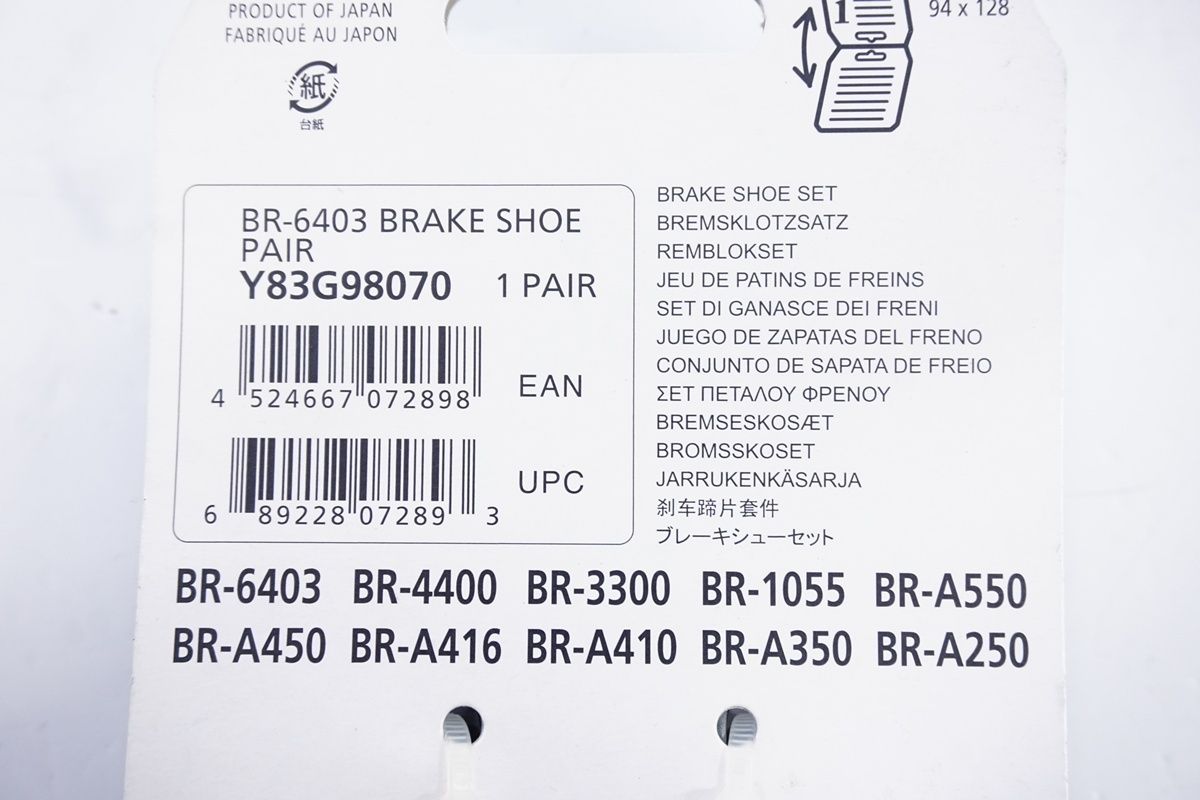 PRODUCT OF JAPAN
FABRIQUÉ AU JAPON
紙
台紙
1
94 x 128
BR-6403 BRAKE SHOE
PAIR
Y83G98070 1 PAIR
4 524667 072898 EAN
6 89228 07289 3 UPC
BRAKE SHOE SET
BREMSKLOTZSATZ
REMBLOKSET
JEU DE PATINS DE FREINS
SET DI GANASCE DEI FRENI
JUEGO DE ZAPATAS DEL FRENO
CONJUNTO DE SAPATA DE FREIO
ΣΕΤ ΠΕΤΑΛΟΥ ΦΡΕΝΟΥ
BREMSESKOSÆT
BROMSSKOSET
JARRUKENKÄSARJA
刹车蹄片套件
ブレーキシューセット
BR-6403 BR-4400 BR-3300 BR-1055 BR-A550
BR-A450 BR-A416 BR-A410 BR-A350 BR-A250